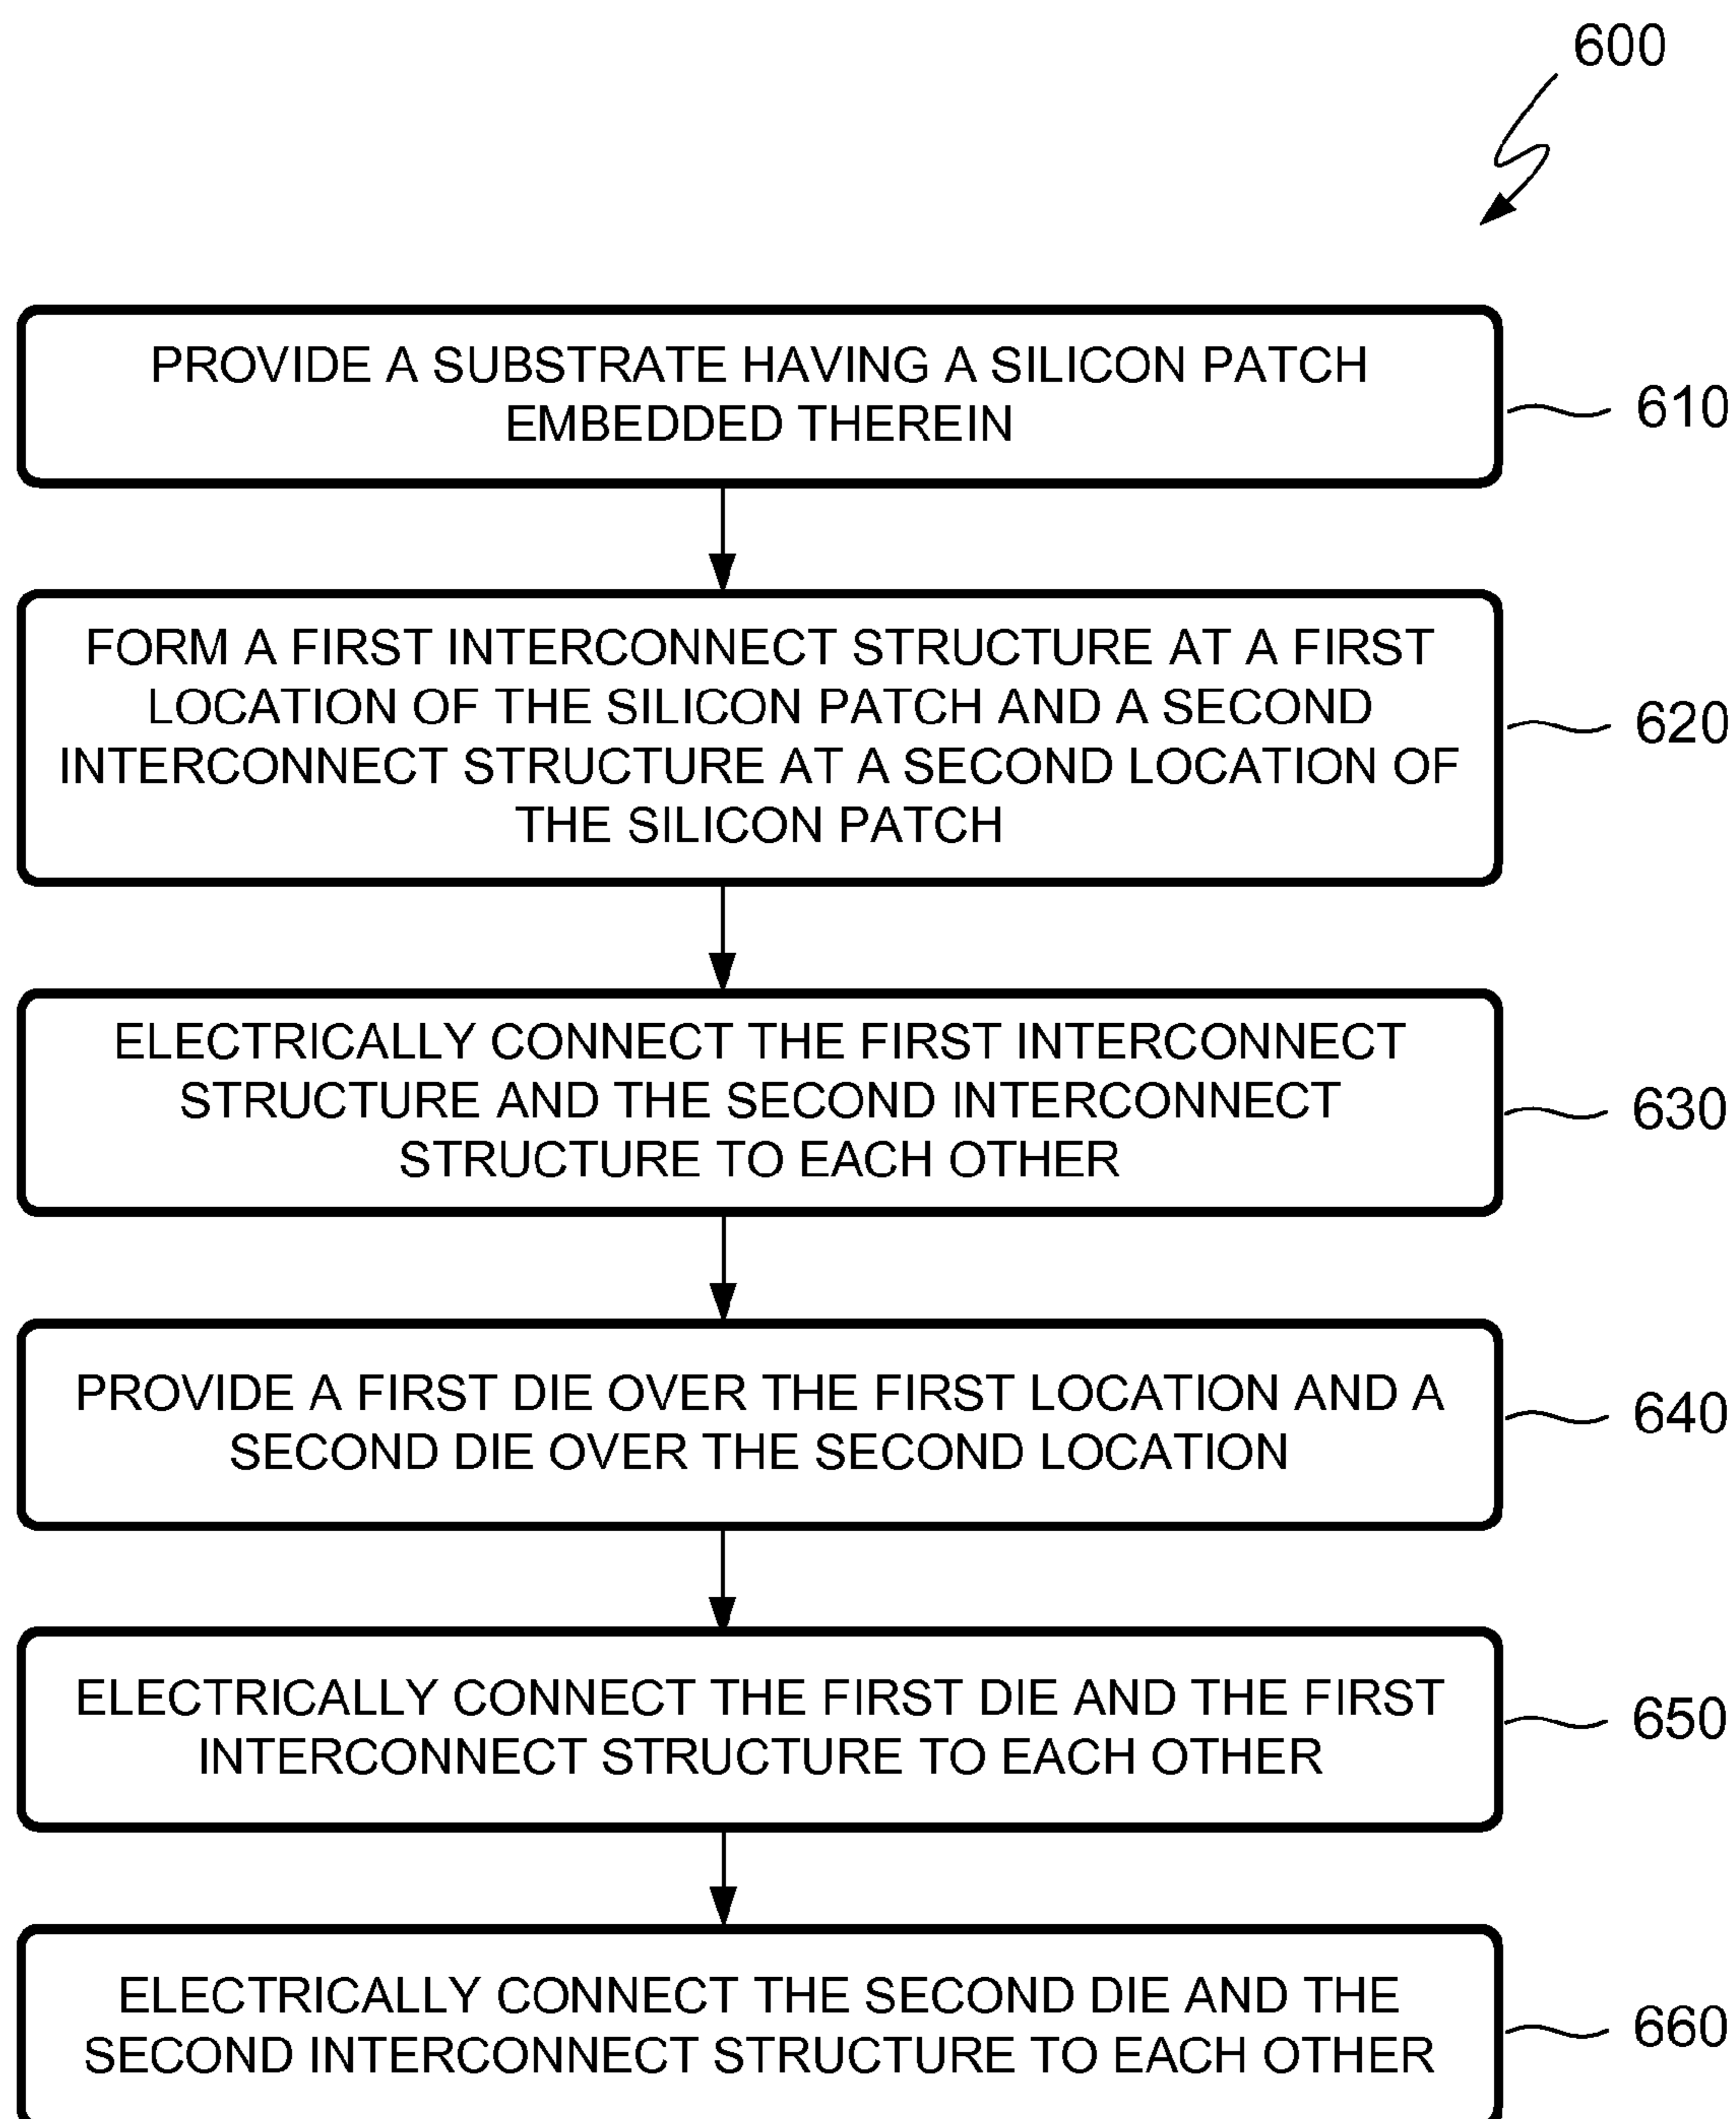 600
PROVIDE A SUBSTRATE HAVING A SILICON PATCH
EMBEDDED THEREIN
610
FORM A FIRST INTERCONNECT STRUCTURE AT A FIRST
LOCATION OF THE SILICON PATCH AND A SECOND
INTERCONNECT STRUCTURE AT A SECOND LOCATION OF
THE SILICON PATCH
620
ELECTRICALLY CONNECT THE FIRST INTERCONNECT
STRUCTURE AND THE SECOND INTERCONNECT
STRUCTURE TO EACH OTHER
630
PROVIDE A FIRST DIE OVER THE FIRST LOCATION AND A
SECOND DIE OVER THE SECOND LOCATION
640
ELECTRICALLY CONNECT THE FIRST DIE AND THE FIRST
INTERCONNECT STRUCTURE TO EACH OTHER
650
ELECTRICALLY CONNECT THE SECOND DIE AND THE
SECOND INTERCONNECT STRUCTURE TO EACH OTHER
660